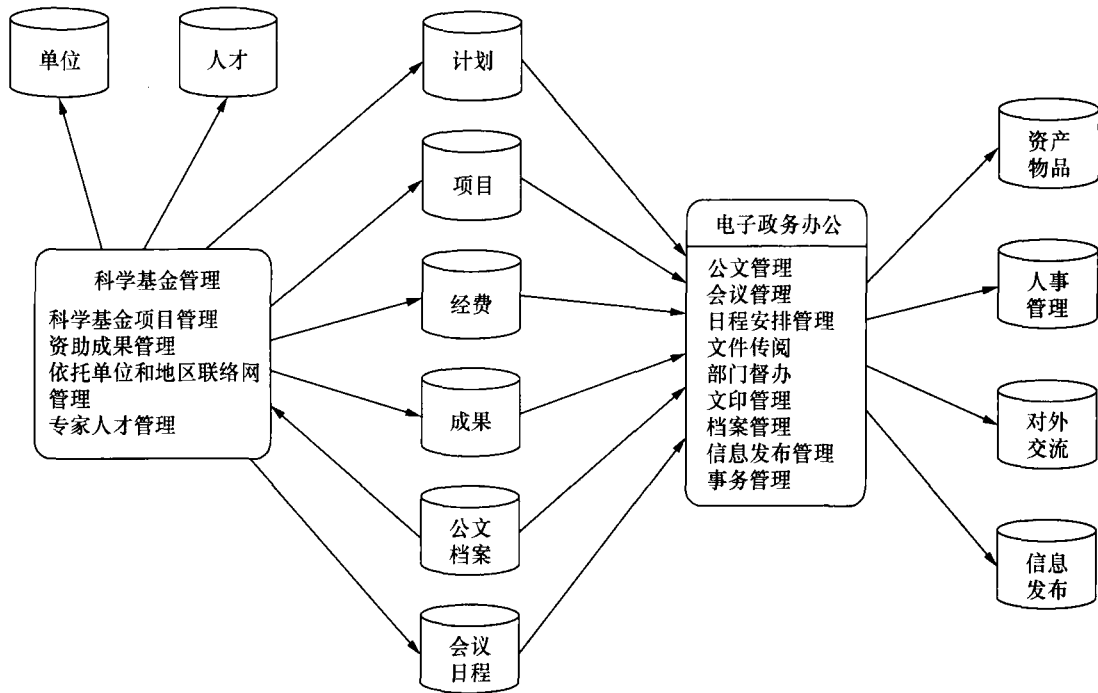 单位
人才
计划
项目
经费
成果
公文
档案
会议
日程
科学基金管理
科学基金项目管理
资助成果管理
依托单位和地区联络网
管理
专家人才管理
电子政务办公
公文管理
会议管理
日程安排管理
文件传阅
部门督办
文印管理
档案管理
信息发布管理
事务管理
资产
物品
人事
管理
对外
交流
信息
发布